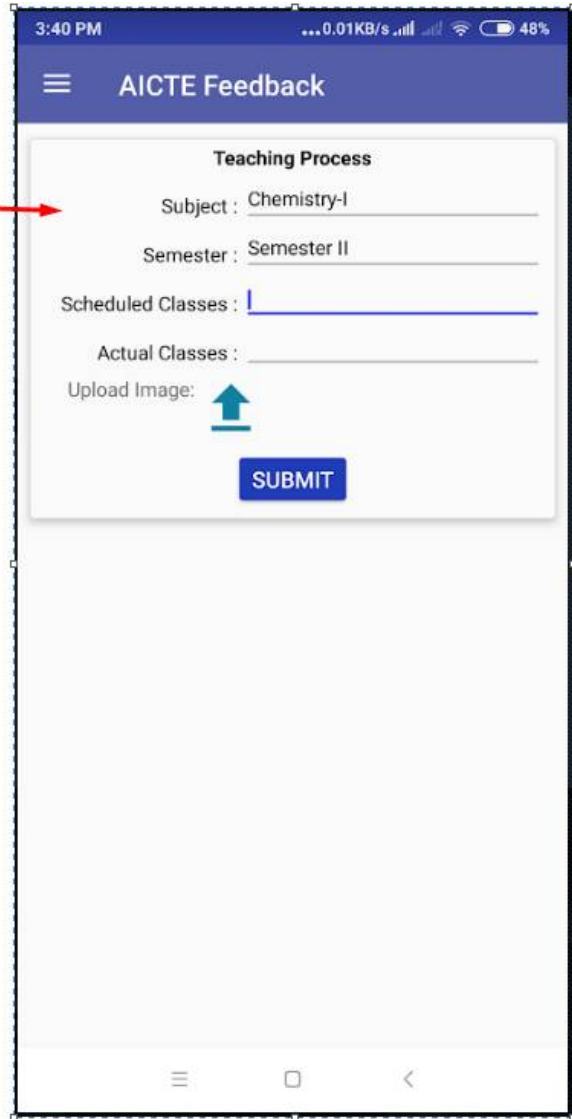 3:40 PM ...0.01KB/s 48%
AICTE Feedback
Teaching Process
Subject : Chemistry-I
Semester : Semester II
Scheduled Classes :
Actual Classes :
Upload Image:
SUBMIT